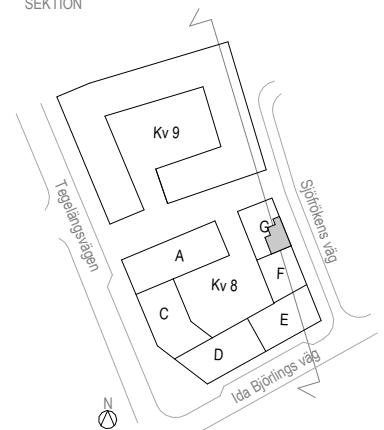 SEKTION
Kv 9
Tegelängsvägen
Sjöfrökens väg
G
A
F
Kv 8
C
E
D
Ida Björlings väg
N